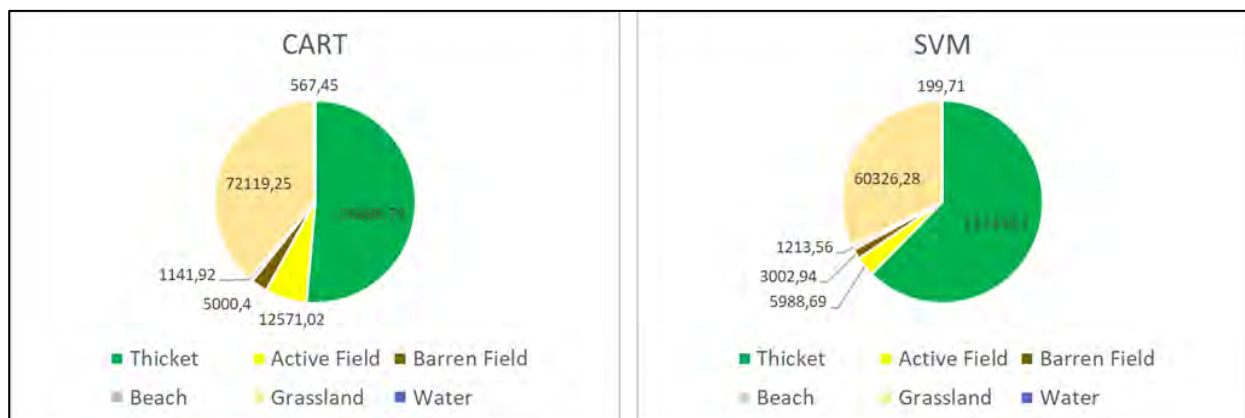 CART
567,45
72119,25
1141,92
5000,4
12571,02
Thicket Active Field Barren Field
Beach Grassland Water
SVM
199,71
60326,28
1213,56
3002,94
5988,69
Thicket Active Field Barren Field
Beach Grassland Water